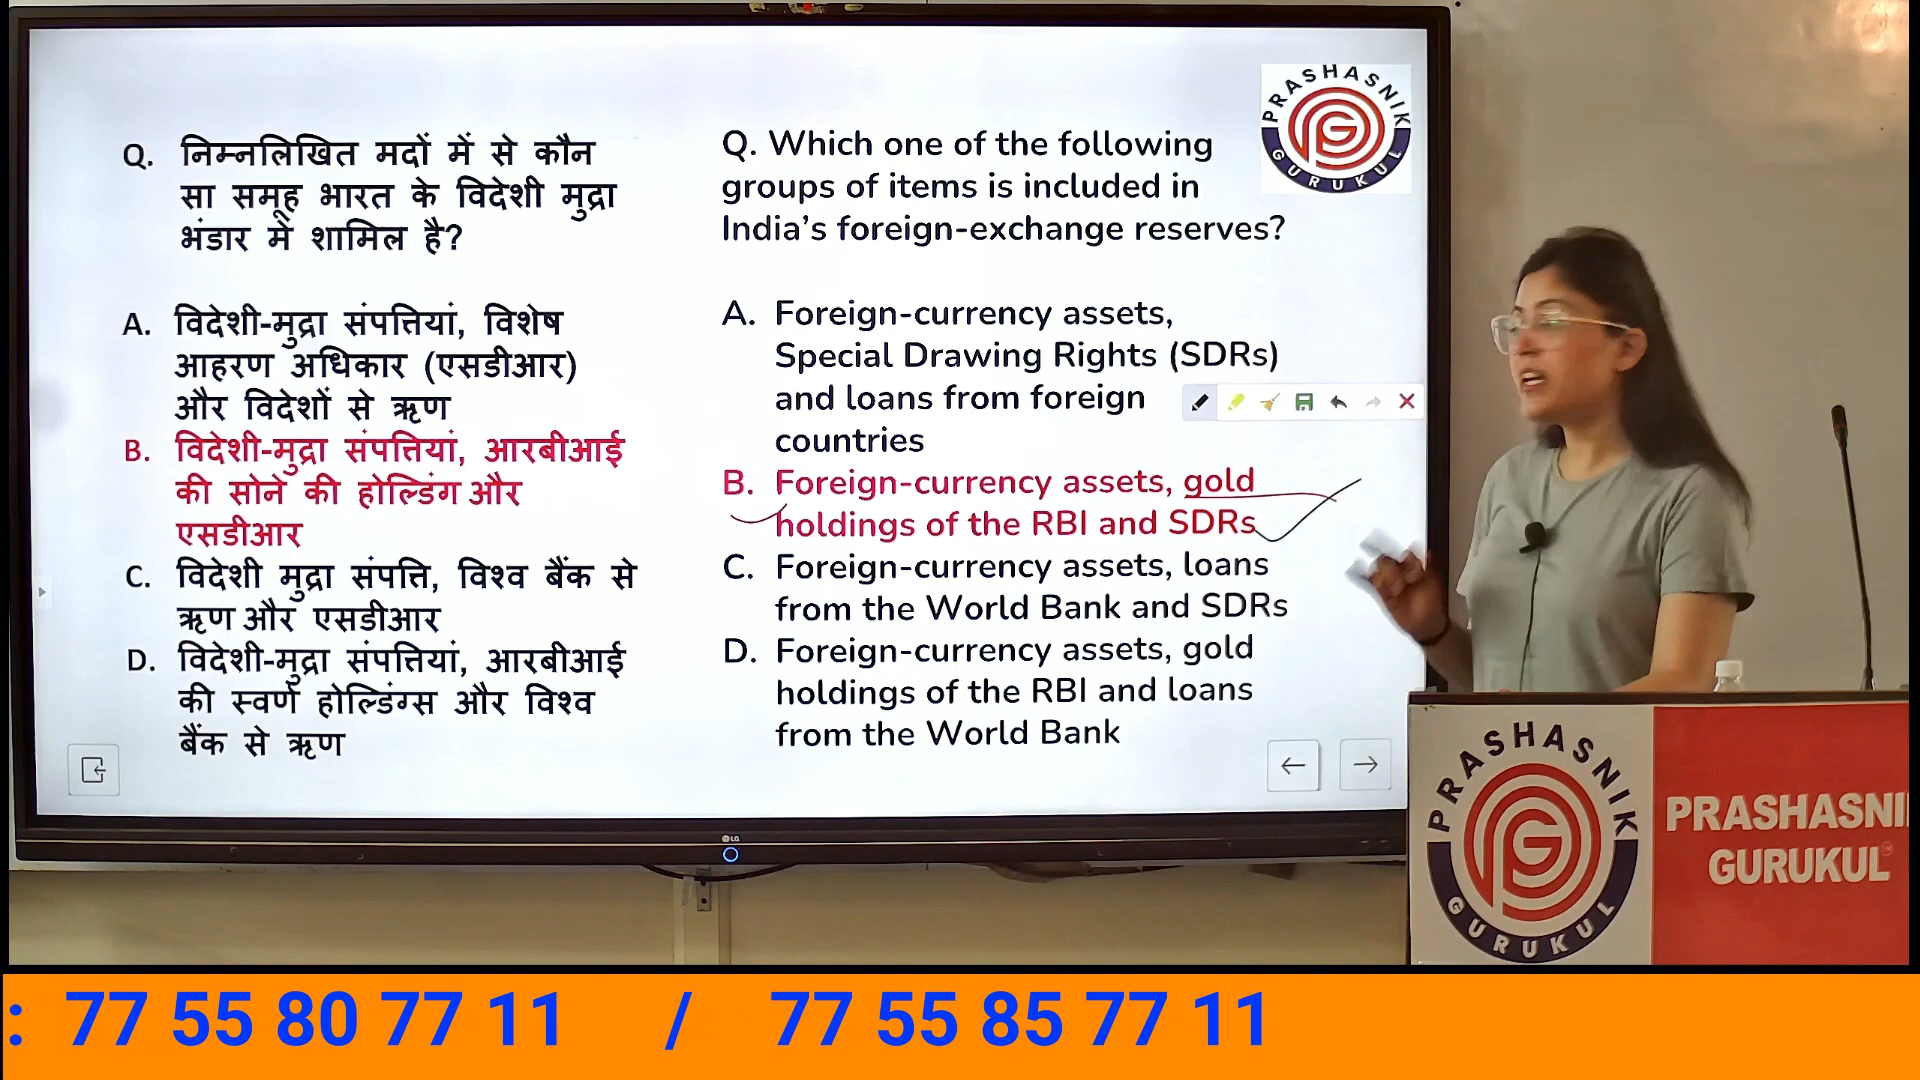 PRASHASNIK
GURUKUL
Q. निम्नलिखित मदों में से कौन
सा समूह भारत के विदेशी मुद्रा
भंडार में शामिल है?
A. विदेशी-मुद्रा संपत्तियां, विशेष
आहरण अधिकार (एसडीआर)
और विदेशों से ऋण
B. विदेशी-मुद्रा संपत्तियां, आरबीआई
की सोने की होल्डिंग और
एसडीआर
C. विदेशी मुद्रा संपत्ति, विश्व बैंक से
ऋण और एसडीआर
D. विदेशी-मुद्रा संपत्तियां, आरबीआई
की स्वर्ण होल्डिंग्स और विश्व
बैंक से ऋण
Q. Which one of the following
groups of items is included in
India’s foreign-exchange reserves?
A. Foreign-currency assets,
Special Drawing Rights (SDRs)
and loans from foreign
countries
B. Foreign-currency assets, gold
holdings of the RBI and SDRs
C. Foreign-currency assets, loans
from the World Bank and SDRs
D. Foreign-currency assets, gold
holdings of the RBI and loans
from the World Bank
LG
PRASHASNIK
GURUKUL
PRASHASNI
GURUKUL
: 77 55 80 77 11 / 77 55 85 77 11